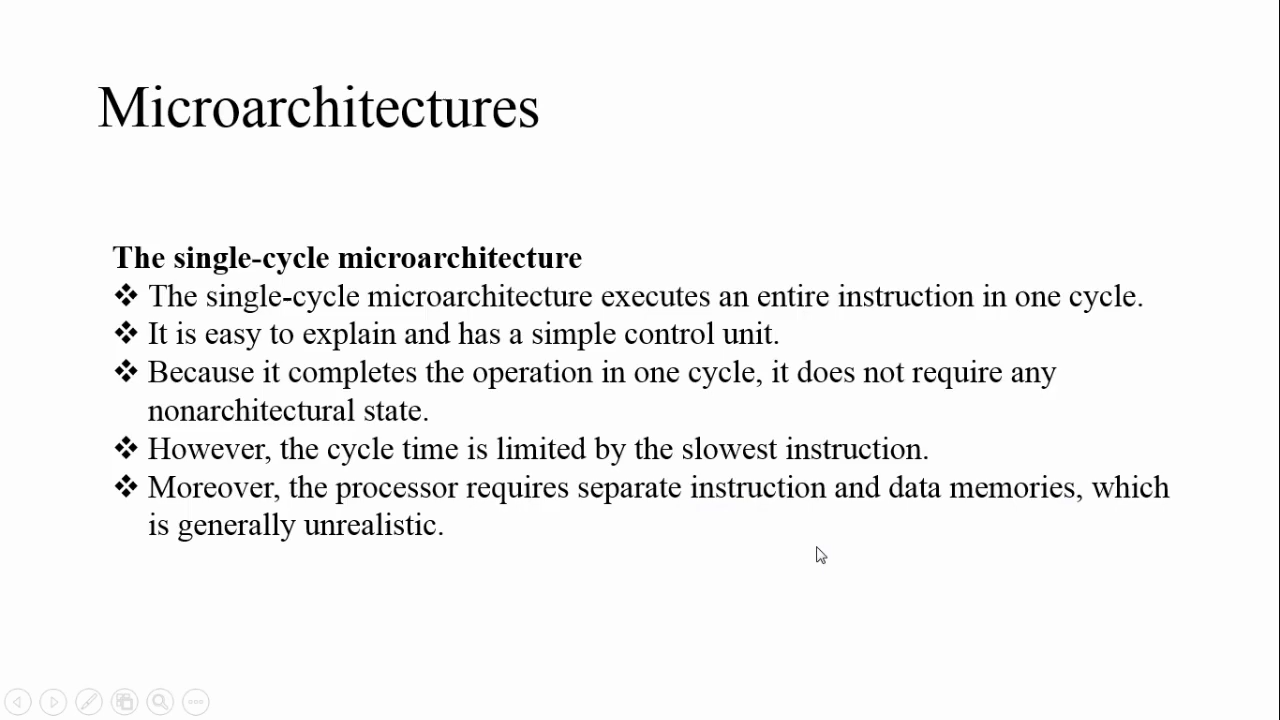 Microarchitectures
The single-cycle microarchitecture
❖ The single-cycle microarchitecture executes an entire instruction in one cycle.
❖ It is easy to explain and has a simple control unit.
❖ Because it completes the operation in one cycle, it does not require any
nonarchitectural state.
❖ However, the cycle time is limited by the slowest instruction.
❖ Moreover, the processor requires separate instruction and data memories, which
is generally unrealistic.